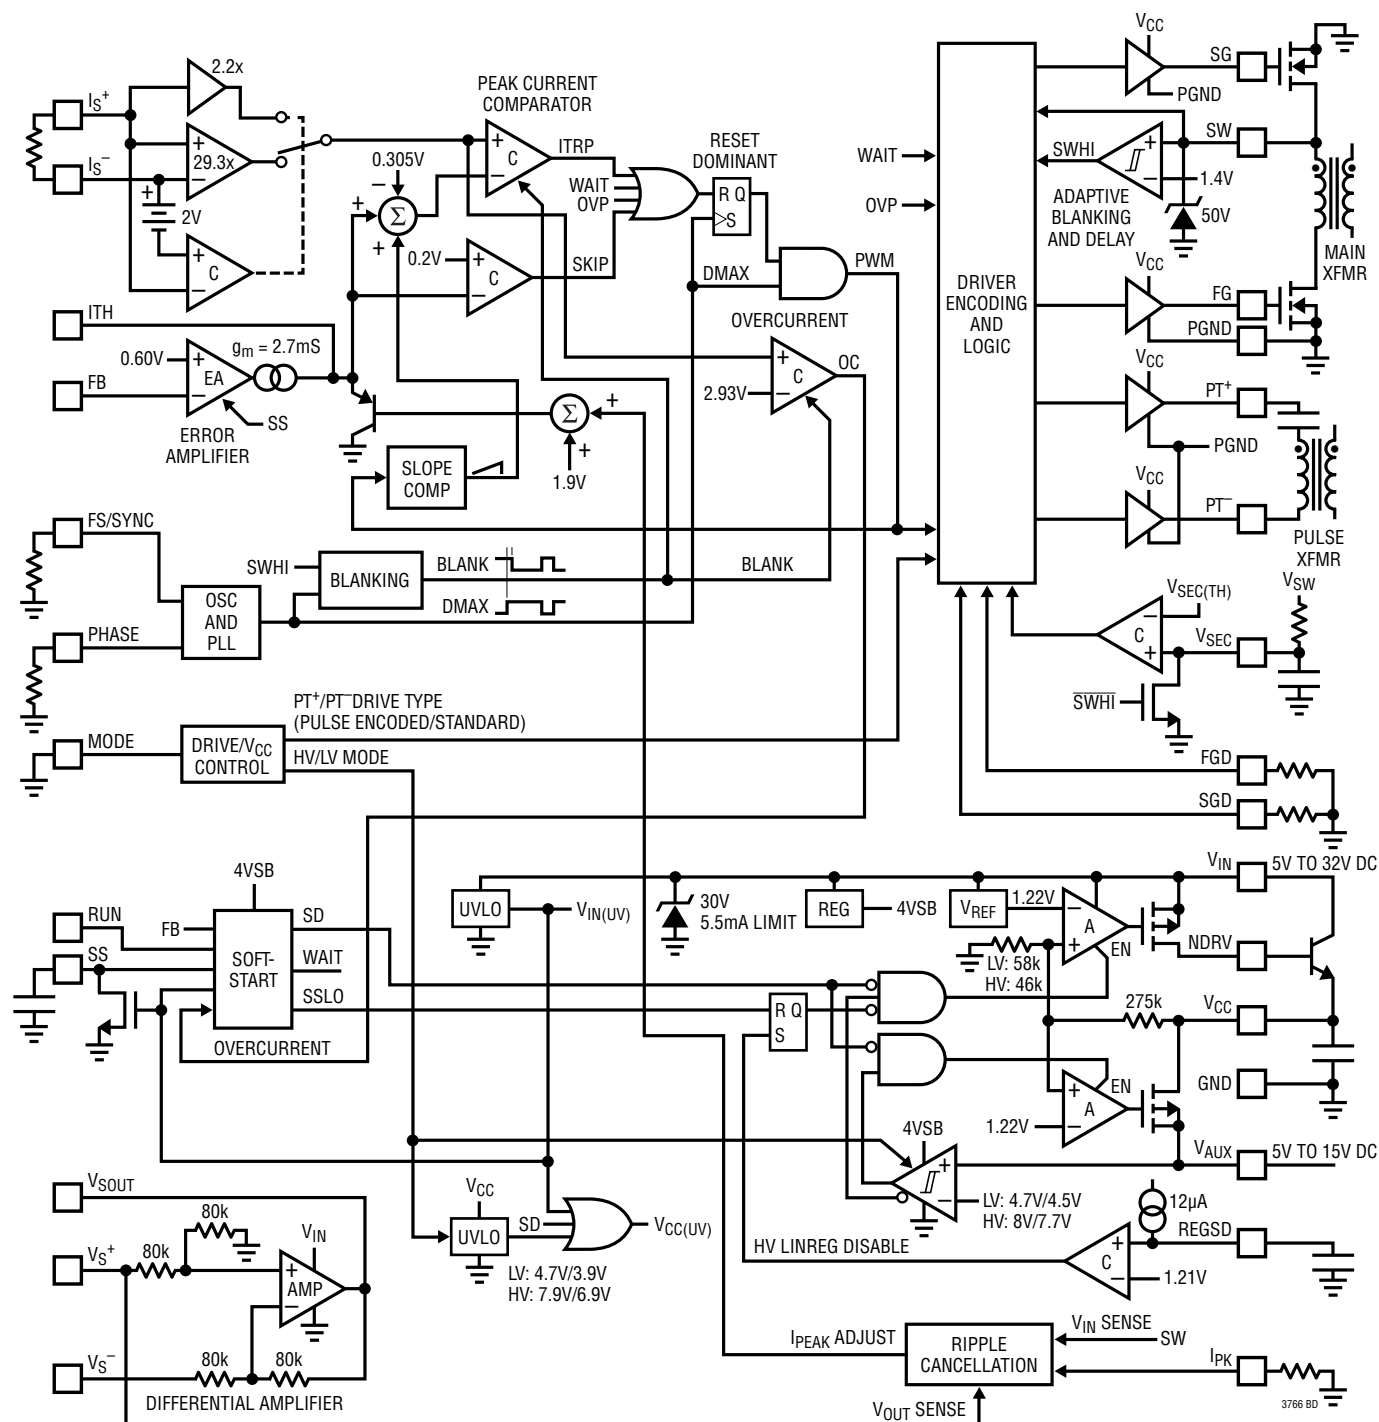 2.2x
IS+
IS–
29.3x
+
–
+
2V
+
C
–
PEAK CURRENT
COMPARATOR
0.305V
–
+
Σ
+
+
C
–
ITRP
WAIT
OVP
0.2V
+
C
–
SKIP
RESET
DOMINANT
R Q
S
DMAX
PWM
ITH
FB
0.60V
gm = 2.7mS
+
EA
–
SS
ERROR
AMPLIFIER
OVERCURRENT
+
C
–
OC
2.93V
Σ
+
+
1.9V
SLOPE
COMP
FS/SYNC
PHASE
OSC
AND
PLL
SWHI
BLANKING
BLANK
DMAX
BLANK
PT+/PT–DRIVE TYPE
(PULSE ENCODED/STANDARD)
MODE
DRIVE/VCC
CONTROL
HV/LV MODE
WAIT
OVP
DRIVER
ENCODING
AND
LOGIC
VCC
SG
PGND
SW
SWHI
+
–
1.4V
ADAPTIVE
BLANKING
AND DELAY
50V
MAIN
XFMR
VCC
FG
PGND
VCC
PT+
PGND
VCC
PT–
PULSE
XFMR
VSW
VSEC(TH)
–
C
+
VSEC
SWHI
FGD
SGD
4VSB
RUN
FB
SS
SOFT-
START
SD
WAIT
SSLO
OVERCURRENT
UVLO
VIN(UV)
30V
5.5mA LIMIT
REG
4VSB
VREF
1.22V
–
A
+
EN
LV: 58k
HV: 46k
VIN
5V TO 32V DC
NDRV
275k
VCC
GND
R Q
S
+
A
–
EN
1.22V
VAUX
5V TO 15V DC
4VSB
+
–
LV: 4.7V/4.5V
HV: 8V/7.7V
12µA
REGSD
+
C
–
1.21V
HV LINREG DISABLE
VSOUT
80k
VS+
80k
VIN
+
AMP
–
VS–
80k
80k
DIFFERENTIAL AMPLIFIER
VCC
UVLO
SD
VCC(UV)
LV: 4.7V/3.9V
HV: 7.9V/6.9V
IPEAK ADJUST
RIPPLE
CANCELLATION
VIN SENSE
SW
IPK
VOUT SENSE
3766 BD